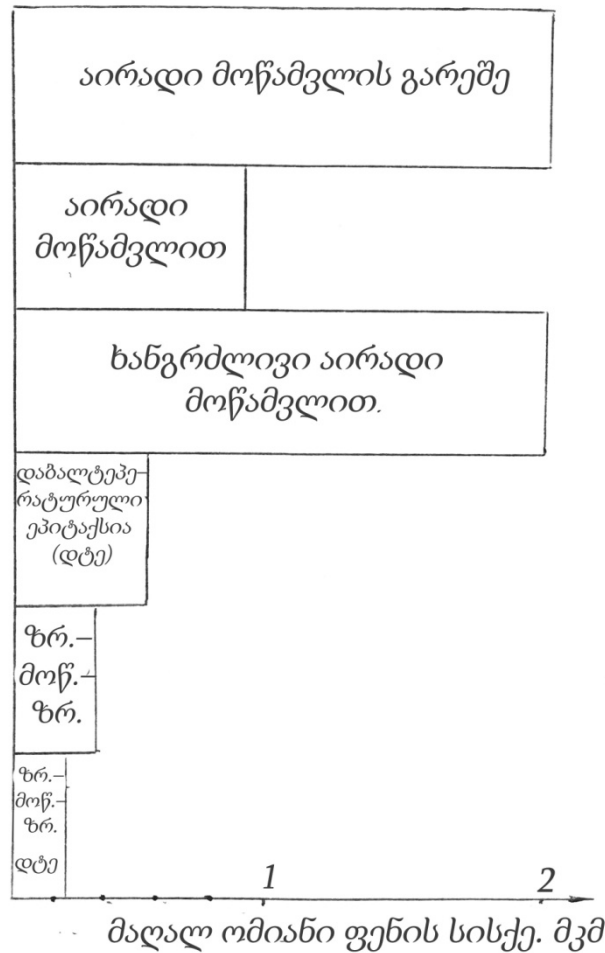 აირადი მოწამვლის გარეშე
აირადი
მოწამვლით
ხანგრძლივი აირადი
მოწამვლით.
დაბალტემპე-
რატურული
ეპიტაქსია
(დტე)
ზრ.–
მოწ.–
ზრ.
ზრ.–
მოწ.–
ზრ.
დტე
1
2
მაღალ ომიანი ფენის სისქე. მკმ